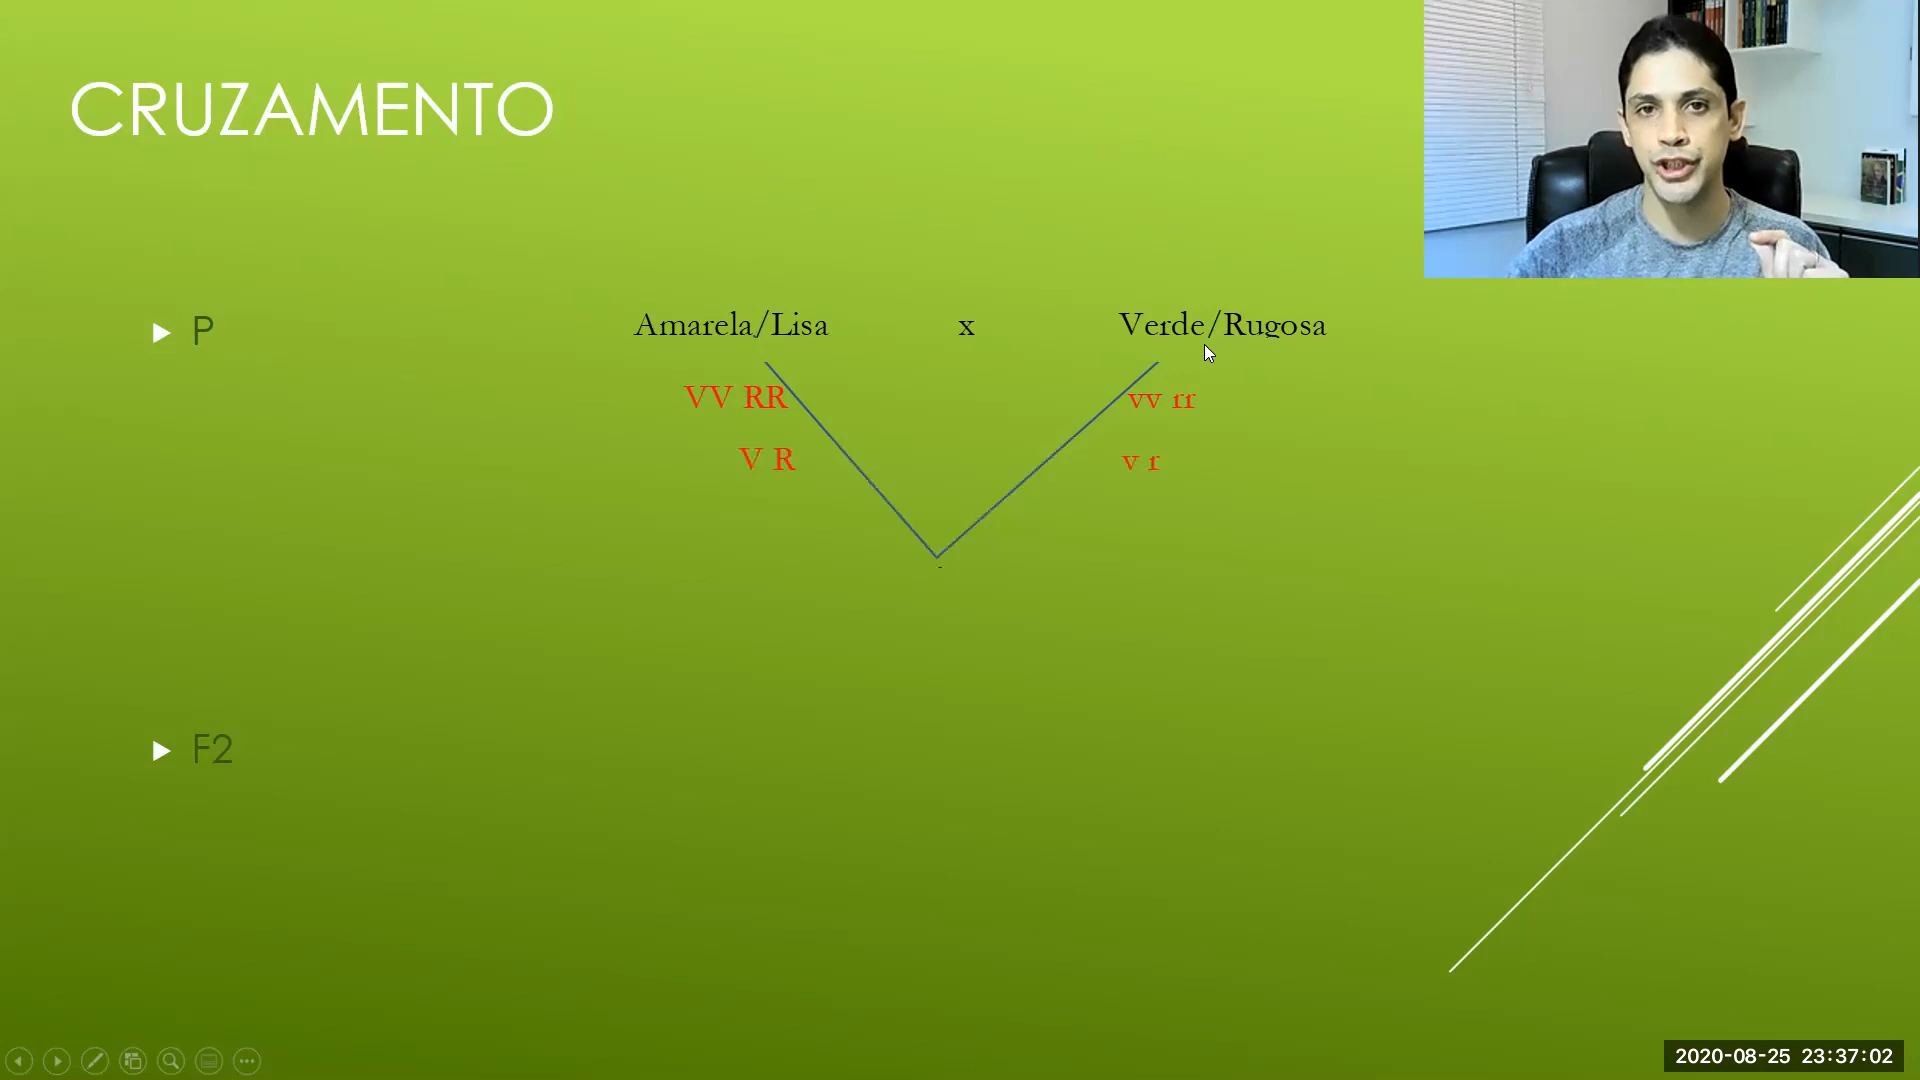 CRUZAMENTO
P
Amarela/Lisa x Verde/Rugosa
VV RR vv rr
V R v r
F2
2020-08-25 23:37:02